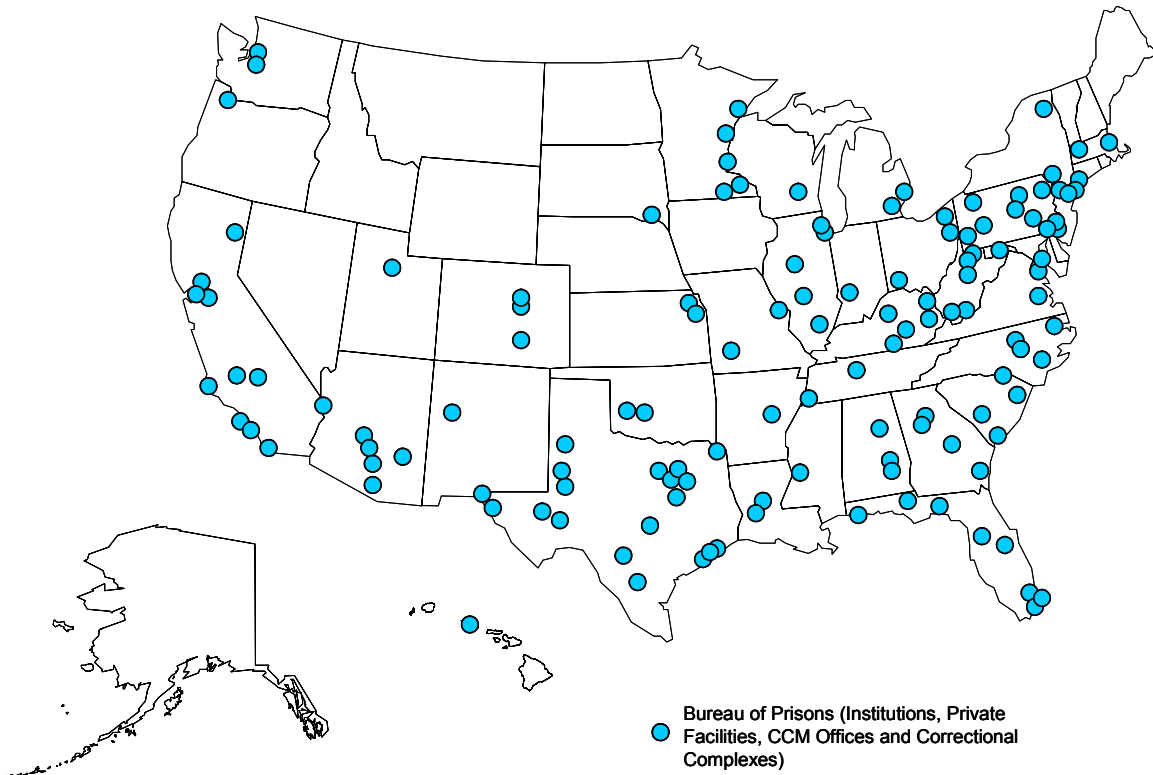 Bureau of Prisons (Institutions, Private
Facilities, CCM Offices and Correctional
Complexes)